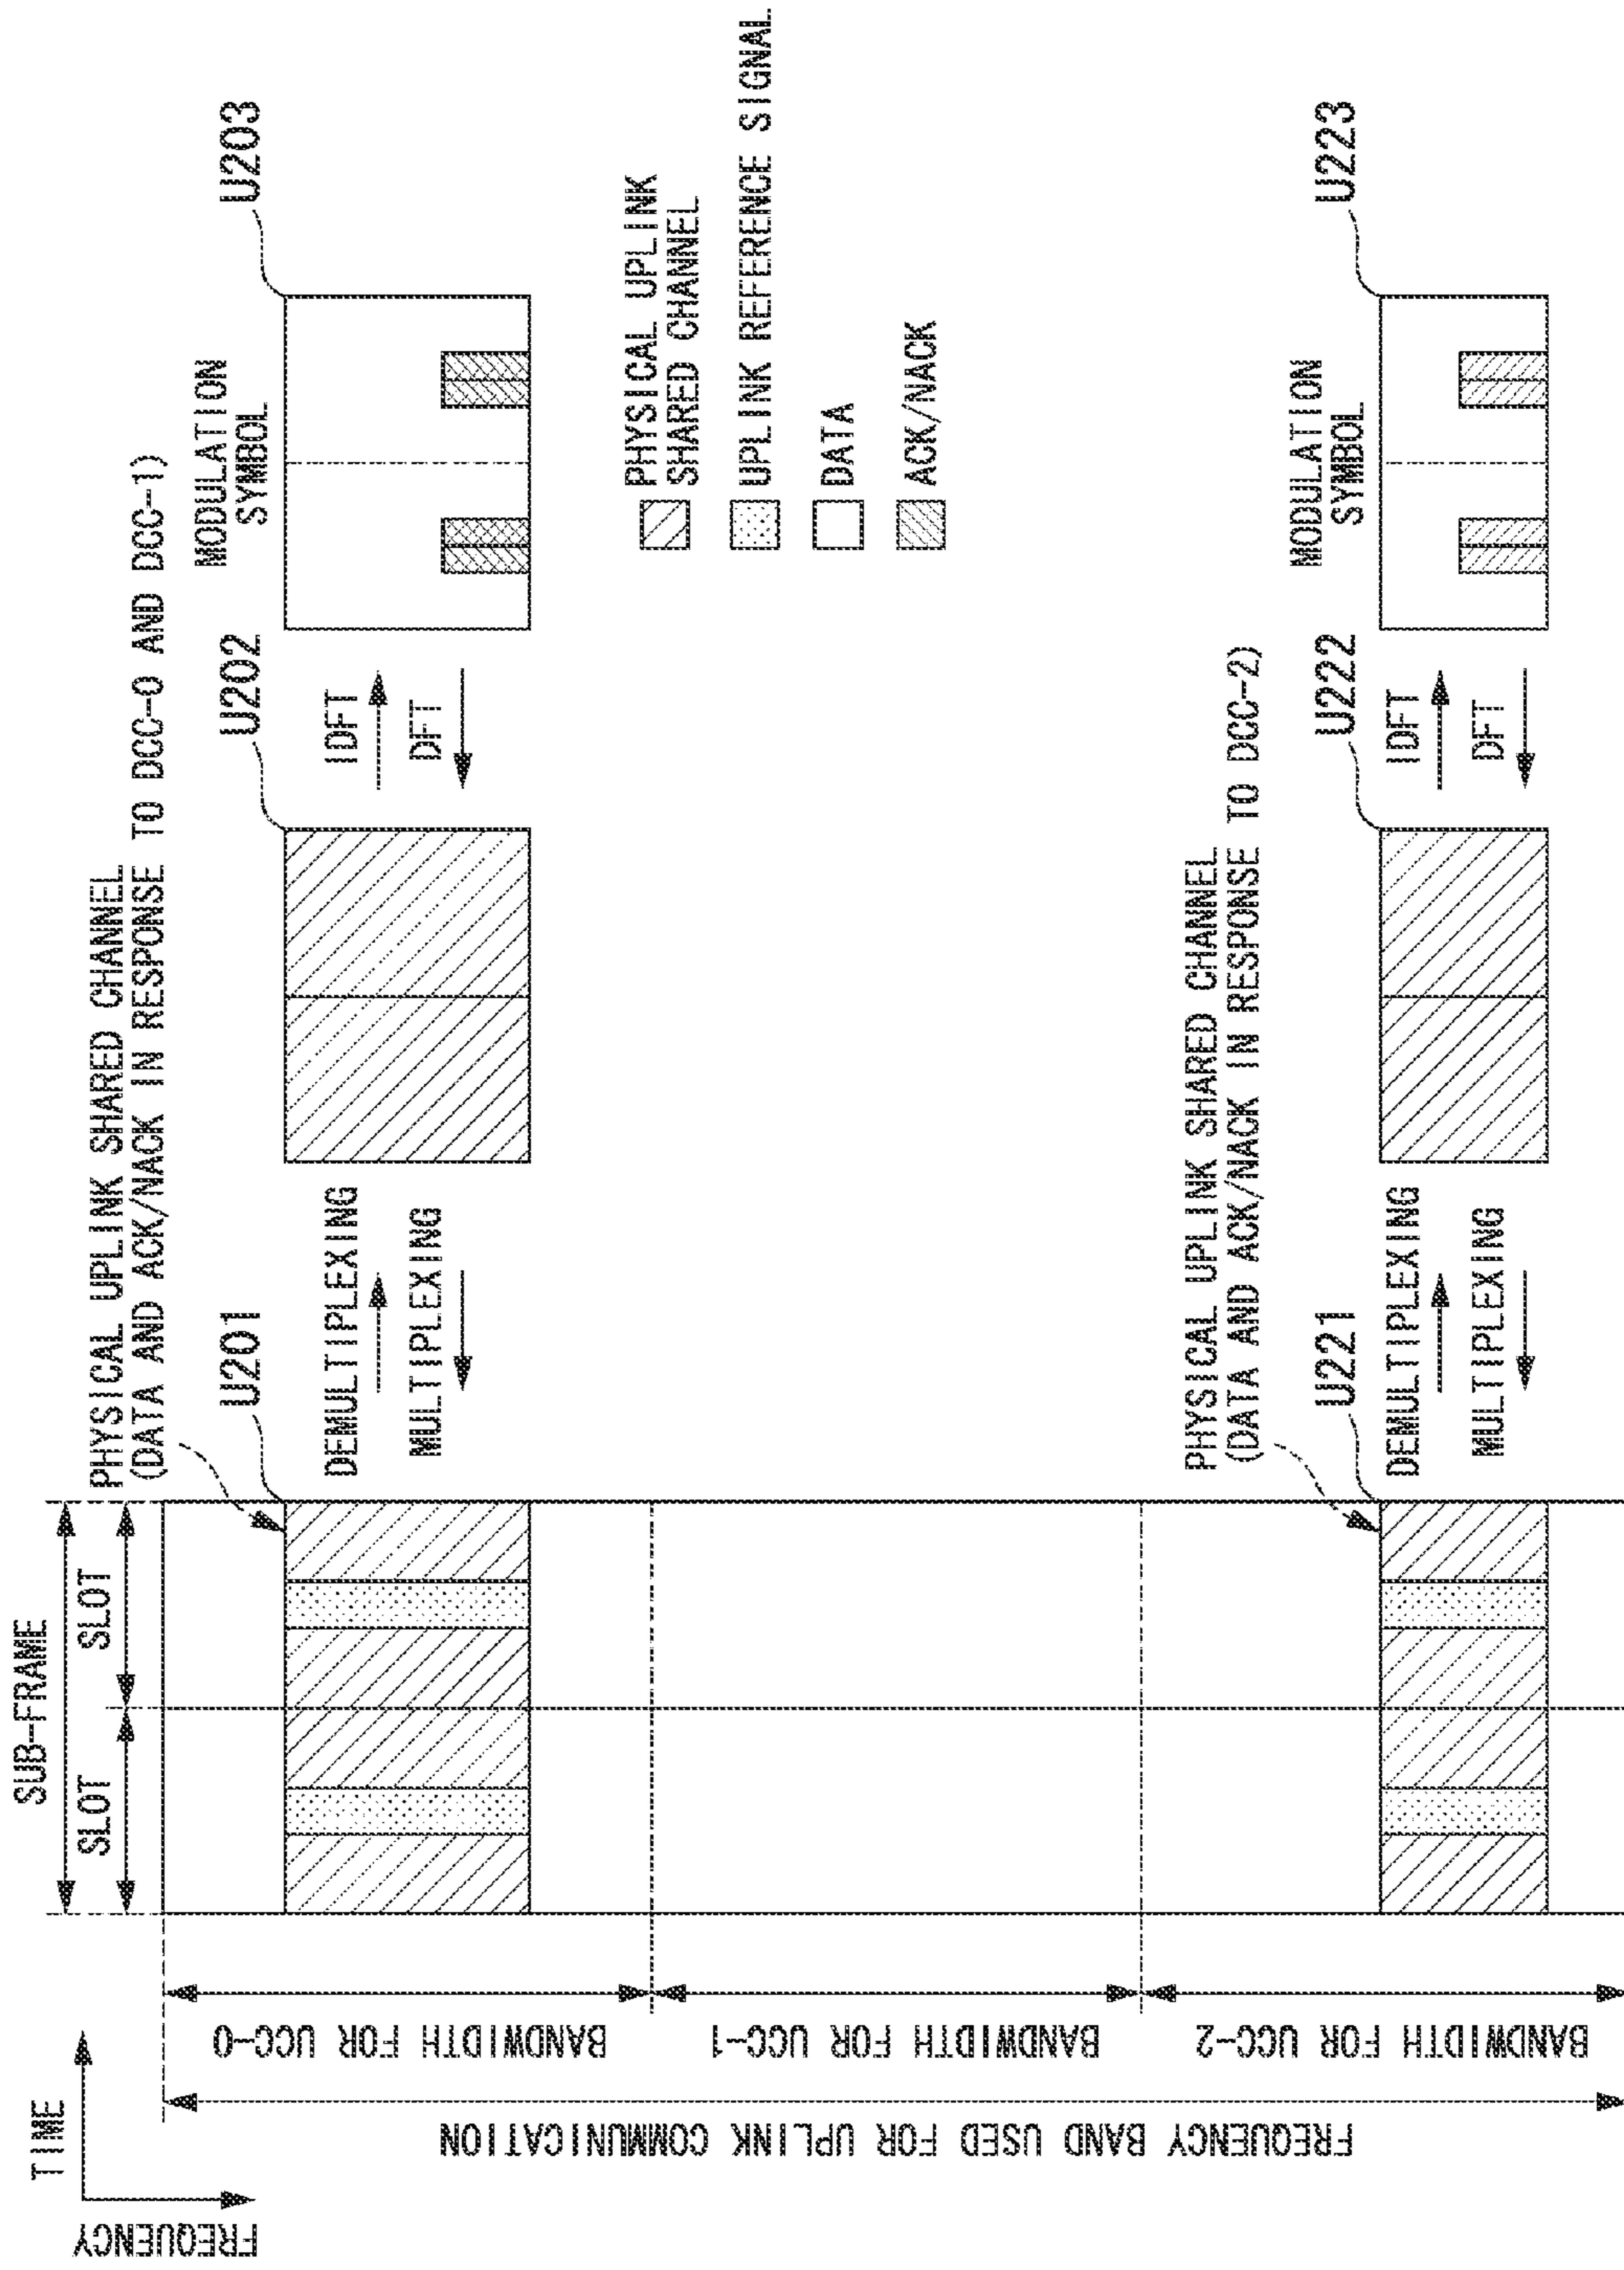 TIME
FREQUENCY
SUB-FRAME
SLOT
SLOT
FREQUENCY BAND USED FOR UPLINK COMMUNICATION
BANDWIDTH FOR UCC-0
BANDWIDTH FOR UCC-1
BANDWIDTH FOR UCC-2
PHYSICAL UPLINK SHARED CHANNEL
(DATA AND ACK/NACK IN RESPONSE TO DCC-0 AND DCC-1)
U201
DEMULTIPLEXING
MULTIPLEXING
U202
IDFT
DFT
MODULATION
SYMBOL
U203
PHYSICAL UPLINK
SHARED CHANNEL
UPLINK REFERENCE SIGNAL
DATA
ACK/NACK
PHYSICAL UPLINK SHARED CHANNEL
(DATA AND ACK/NACK IN RESPONSE TO DCC-2)
U221
DEMULTIPLEXING
MULTIPLEXING
U222
IDFT
DFT
MODULATION
SYMBOL
U223